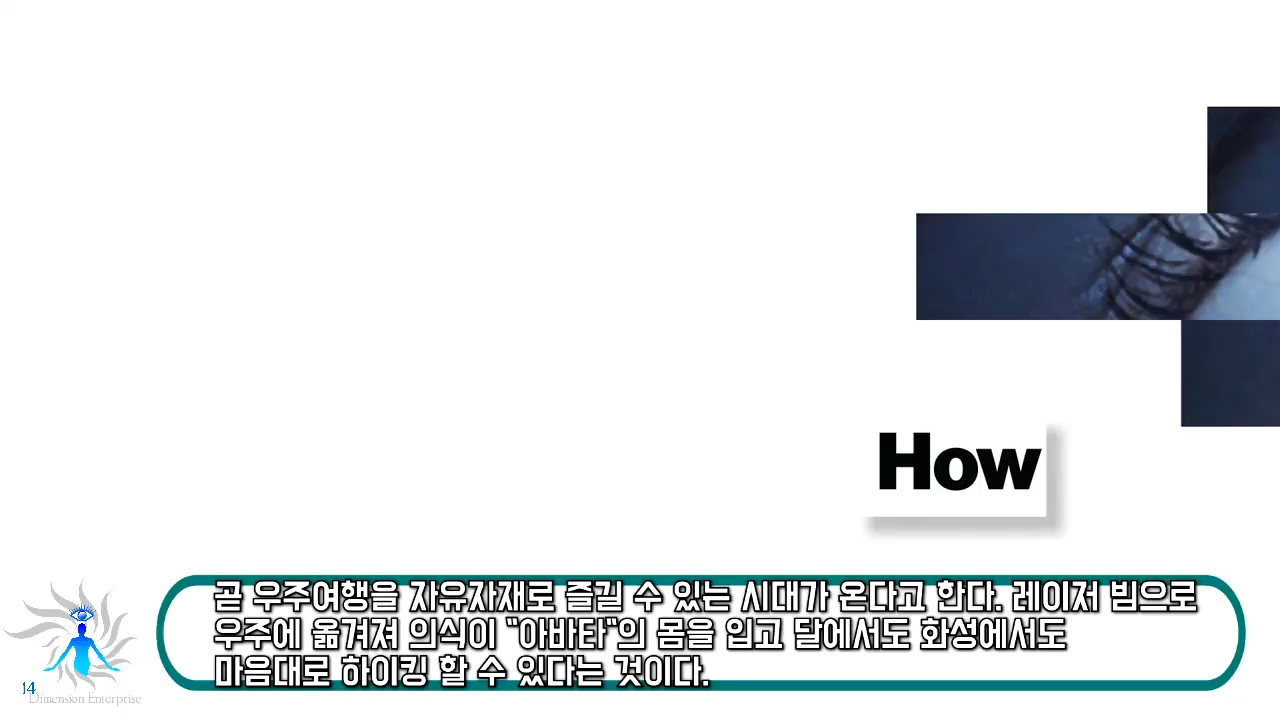 How
곧 우주여행을 자유자재로 즐길 수 있는 시대가 온다고 한다. 레이저 빔으로
우주에 옮겨져 의식이 "아바타"의 몸을 입고 달에서도 화성에서도
마음대로 하이킹 할 수 있다는 것이다.
14
Dimension Enterprise